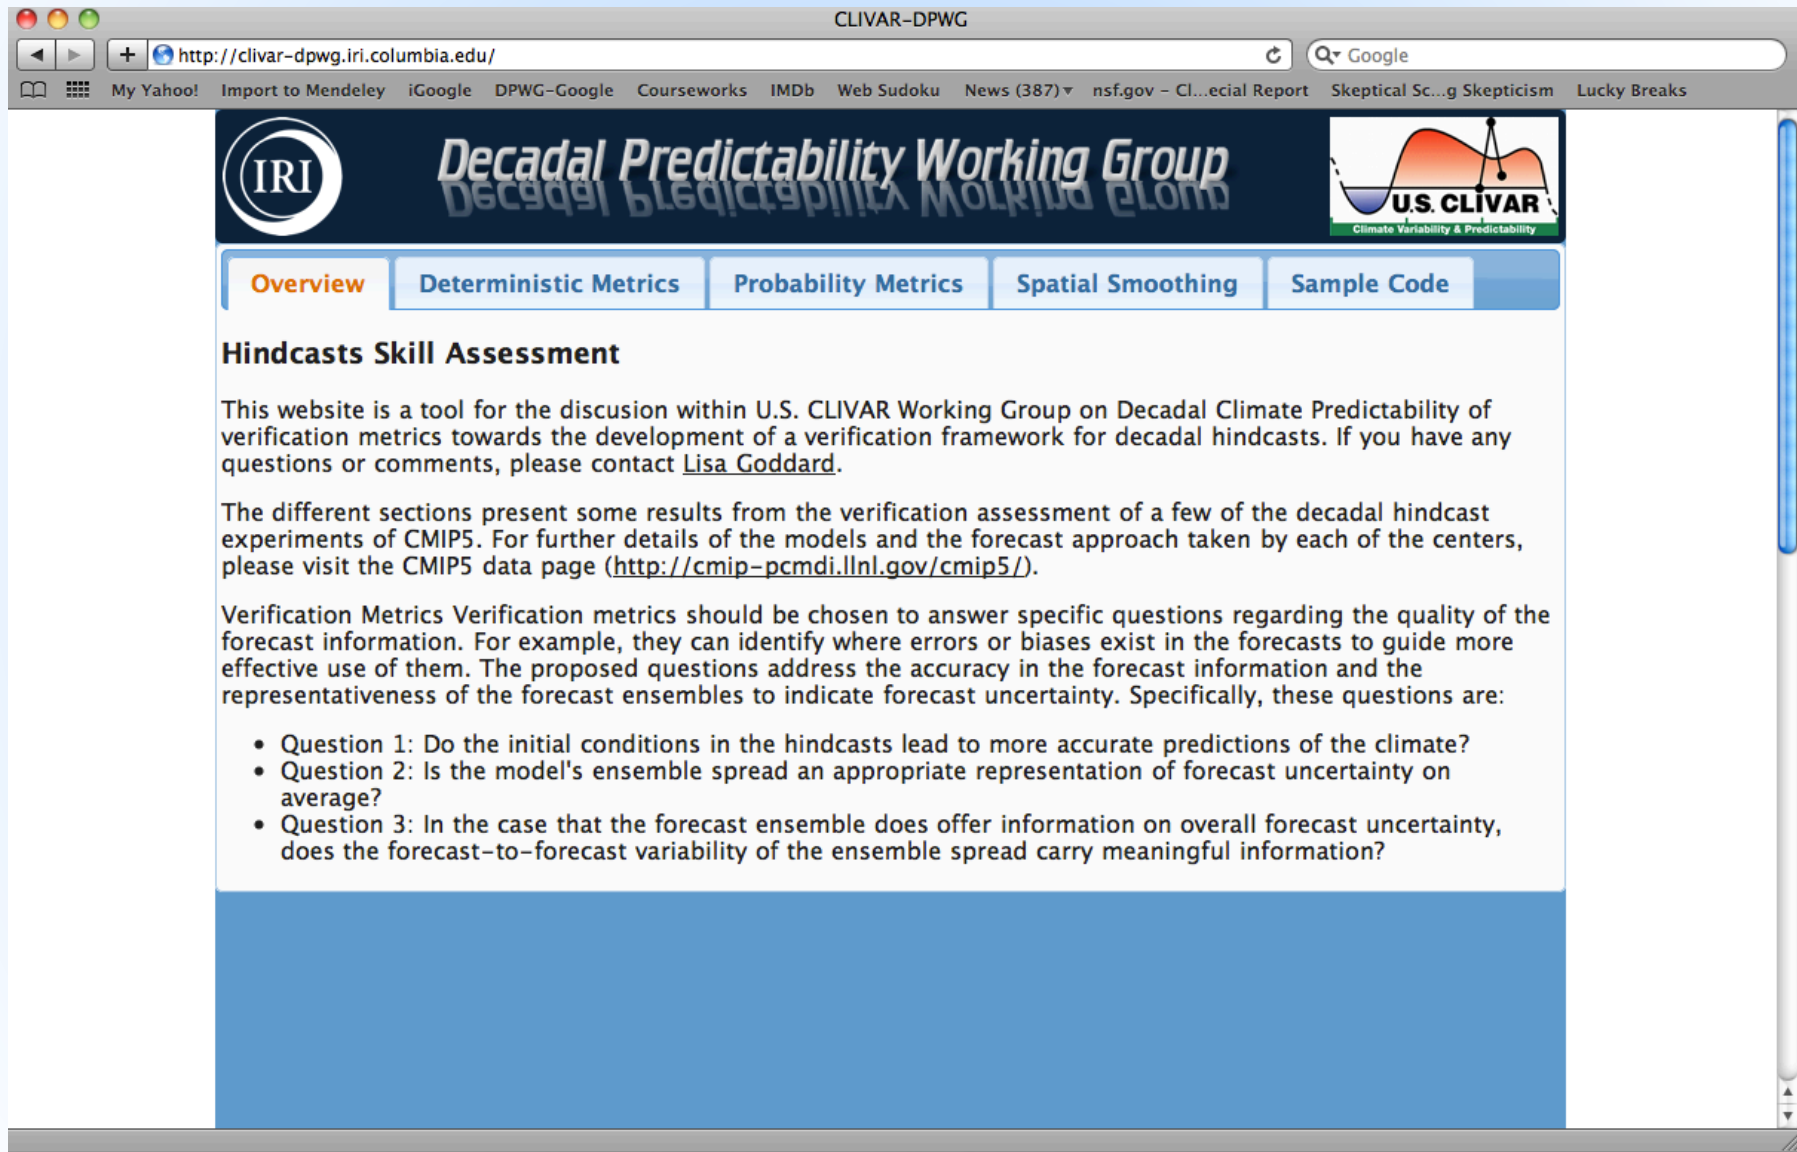 CLIVAR-DPWG
http://clivar-dpwg.iri.columbia.edu/
Google
My Yahoo! Import to Mendeley iGoogle DPWG-Google Courseworks IMDb Web Sudoku News (387) nsf.gov - Cl...ecial Report Skeptical Sc...g Skepticism Lucky Breaks
IRI
Decadal Predictability Working Group
U.S. CLIVAR
Climate Variability & Predictability
Overview Deterministic Metrics Probability Metrics Spatial Smoothing Sample Code
Hindcasts Skill Assessment
This website is a tool for the discusion within U.S. CLIVAR Working Group on Decadal Climate Predictability of
verification metrics towards the development of a verification framework for decadal hindcasts. If you have any
questions or comments, please contact Lisa Goddard.
The different sections present some results from the verification assessment of a few of the decadal hindcast
experiments of CMIP5. For further details of the models and the forecast approach taken by each of the centers,
please visit the CMIP5 data page (http://cmip-pcmdi.llnl.gov/cmip5/).
Verification Metrics Verification metrics should be chosen to answer specific questions regarding the quality of the
forecast information. For example, they can identify where errors or biases exist in the forecasts to guide more
effective use of them. The proposed questions address the accuracy in the forecast information and the
representativeness of the forecast ensembles to indicate forecast uncertainty. Specifically, these questions are:
• Question 1: Do the initial conditions in the hindcasts lead to more accurate predictions of the climate?
• Question 2: Is the model's ensemble spread an appropriate representation of forecast uncertainty on
average?
• Question 3: In the case that the forecast ensemble does offer information on overall forecast uncertainty,
does the forecast-to-forecast variability of the ensemble spread carry meaningful information?